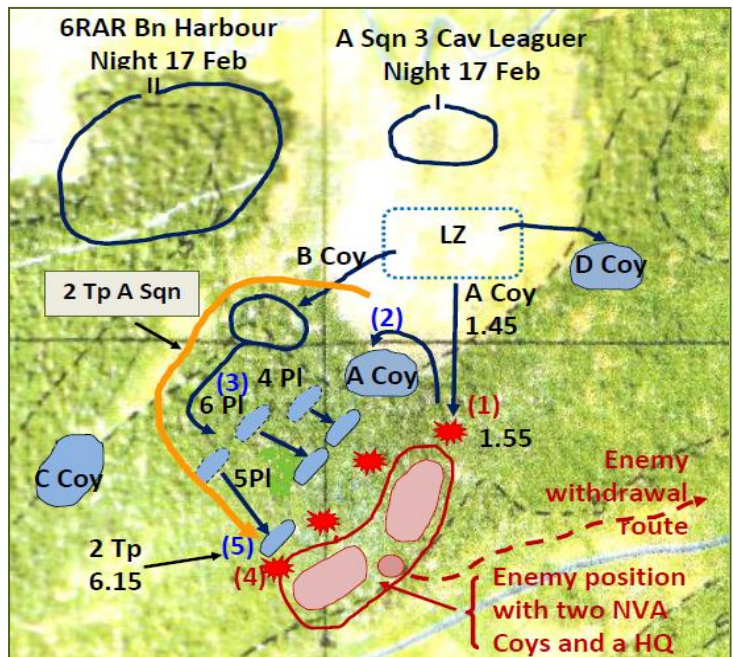 6RAR Bn Harbour
Night 17 Feb
II
A Sqn 3 Cav Leaguer
Night 17 Feb
I
LZ
B Coy
D Coy
2 Tp A Sqn
A Coy
1.45
(2)
A Coy
(3)
4 Pl
6 Pl
(1)
1.55
C Coy
5Pl
Enemy
withdrawal
route
2 Tp
6.15
(5)
(4)
Enemy position
with two NVA
Coys and a HQ